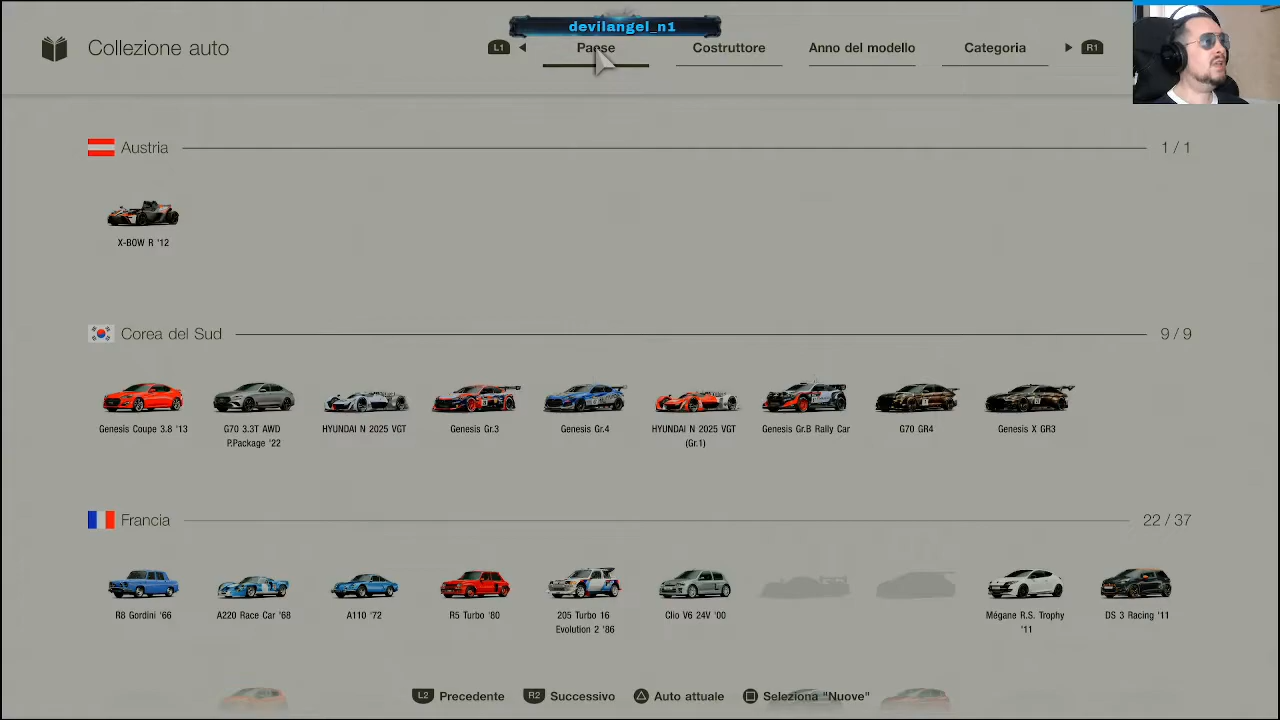 devilangel_n1
Collezione auto
L1 Paese Costruttore Anno del modello Categoria R1
Austria 1 / 1
X-BOW R '12
Corea del Sud 9 / 9
Genesis Coupe 3.8 '13 G70 3.3T AWD HYUNDAI N 2025 VGT Genesis Gr.3 Genesis Gr.4 HYUNDAI N 2025 VGT Genesis Gr.B Rally Car G70 GR4 Genesis X GR3
P.Package '22 (Gr.1)
Francia 22 / 37
R8 Gordini '66 A220 Race Car '68 A110 '72 R5 Turbo '80 205 Turbo 16 Clio V6 24V '00 Mégane R.S. Trophy DS 3 Racing '11
Evolution 2 '86 '11
L2 Precedente R2 Successivo Auto attuale Seleziona "Nuove"